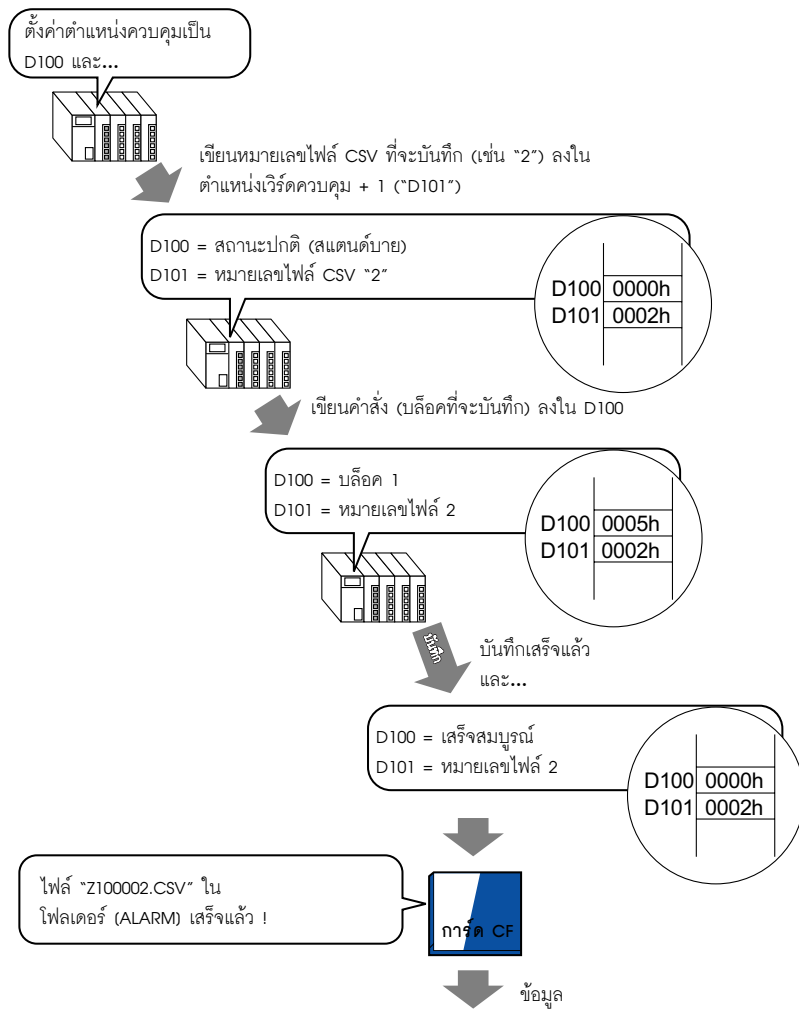 ตั้งค่าตำแหน่งควบคุมเป็น
D100 และ...
เขียนหมายเลขไฟล์ CSV ที่จะบันทึก (เช่น “2”) ลงใน
ตำแหน่งเวิร์ดควบคุม + 1 (“D101”)
D100 = สถานะปกติ (สแตนด์บาย)
D101 = หมายเลขไฟล์ CSV “2”
D100 0000h
D101 0002h
เขียนคำสั่ง (บล็อคที่จะบันทึก) ลงใน D100
D100 = บล็อค 1
D101 = หมายเลขไฟล์ 2
D100 0005h
D101 0002h
บันทึก
บันทึกเสร็จแล้ว
และ...
D100 = เสร็จสมบูรณ์
D101 = หมายเลขไฟล์ 2
D100 0000h
D101 0002h
ไฟล์ “Z100002.CSV” ใน
โฟลเดอร์ [ALARM] เสร็จแล้ว !
การ์ด CF
ข้อมูล